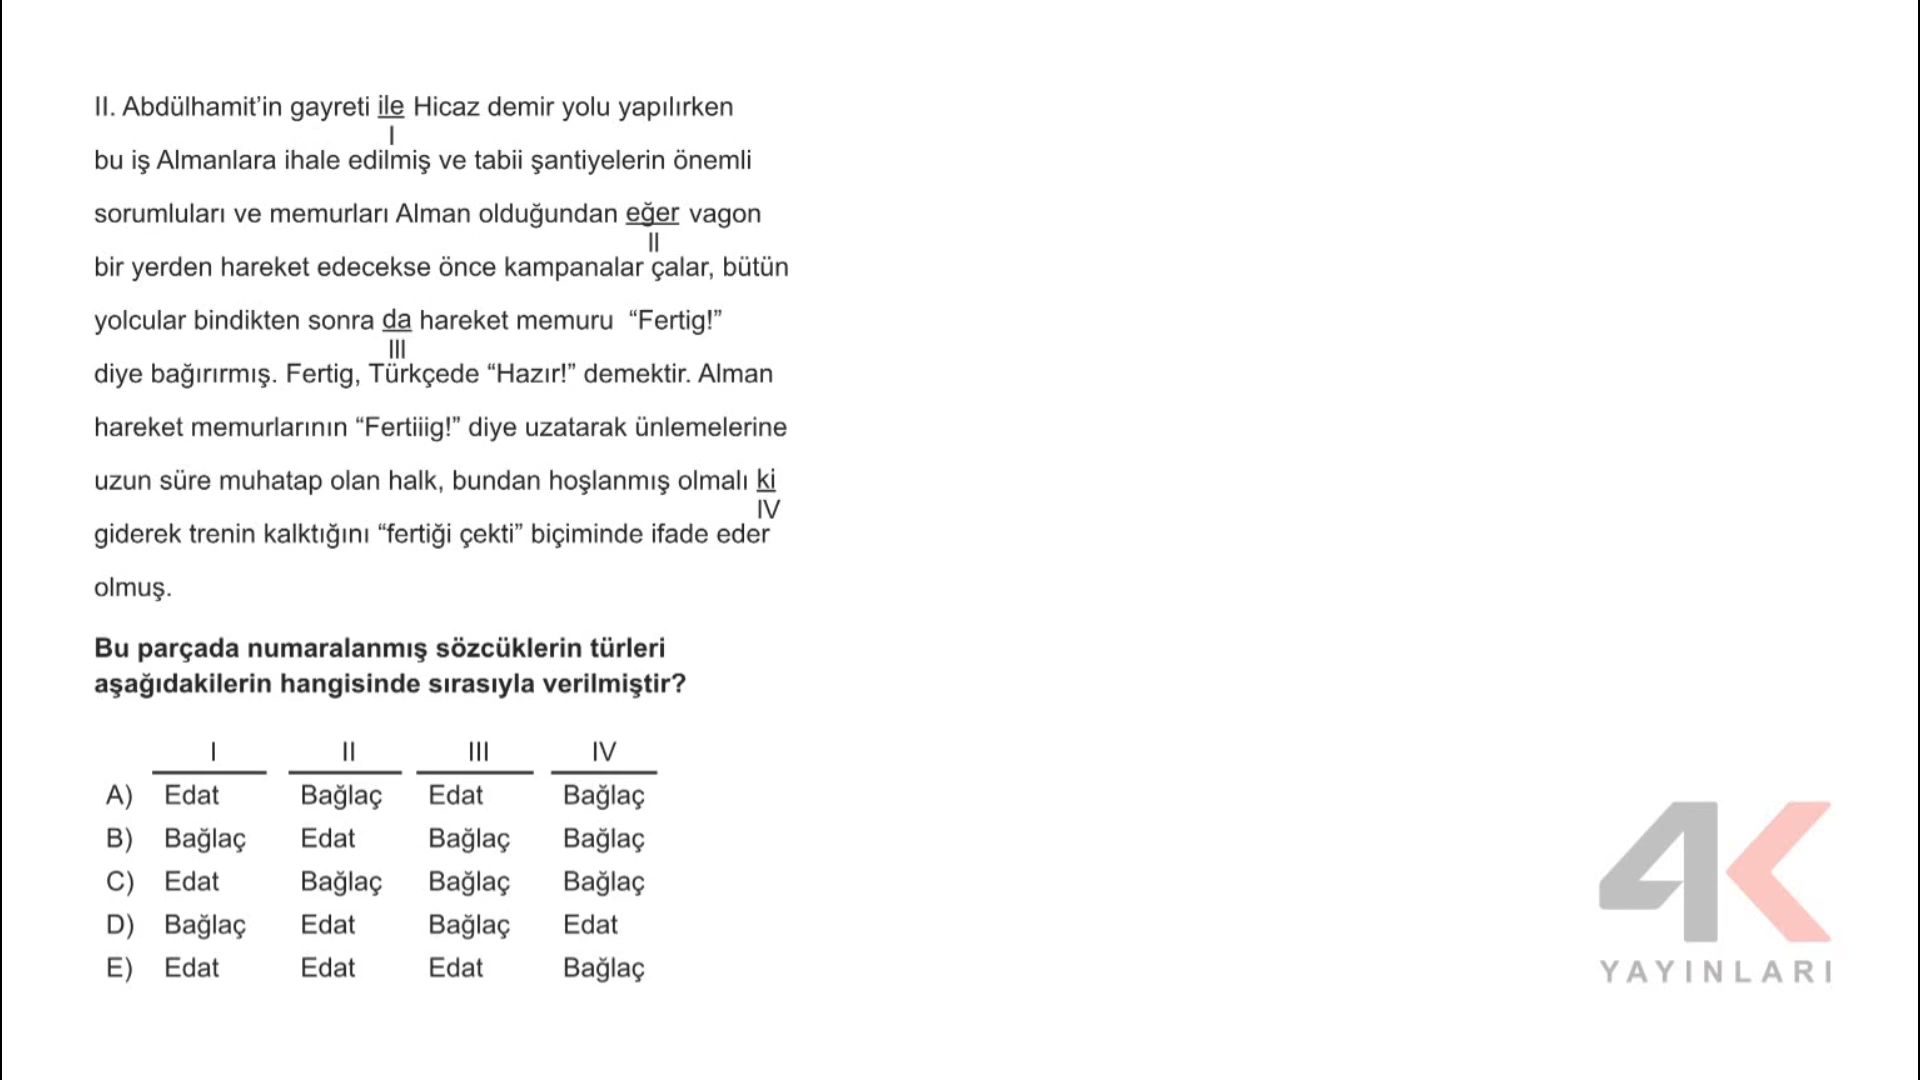 II. Abdülhamit’in gayreti ile Hicaz demir yolu yapılırken
I
bu iş Almanlara ihale edilmiş ve tabii şantiyelerin önemli
sorumluları ve memurları Alman olduğundan eğer vagon
II
bir yerden hareket edecekse önce kampanalar çalar, bütün
yolcular bindikten sonra da hareket memuru “Fertig!”
III
diye bağırırmış. Fertig, Türkçede “Hazır!” demektir. Alman
hareket memurlarının “Fertiiig!” diye uzatarak ünlemelerine
uzun süre muhatap olan halk, bundan hoşlanmış olmalı ki
IV
giderek trenin kalktığını “fertiği çekti” biçiminde ifade eder
olmuş.
Bu parçada numaralanmış sözcüklerin türleri
aşağıdakilerin hangisinde sırasıyla verilmiştir?
I II III IV
A) Edat Bağlaç Edat Bağlaç
B) Bağlaç Edat Bağlaç Bağlaç
C) Edat Bağlaç Bağlaç Bağlaç
D) Bağlaç Edat Bağlaç Edat
E) Edat Edat Edat Bağlaç
4K
YAYINLARI